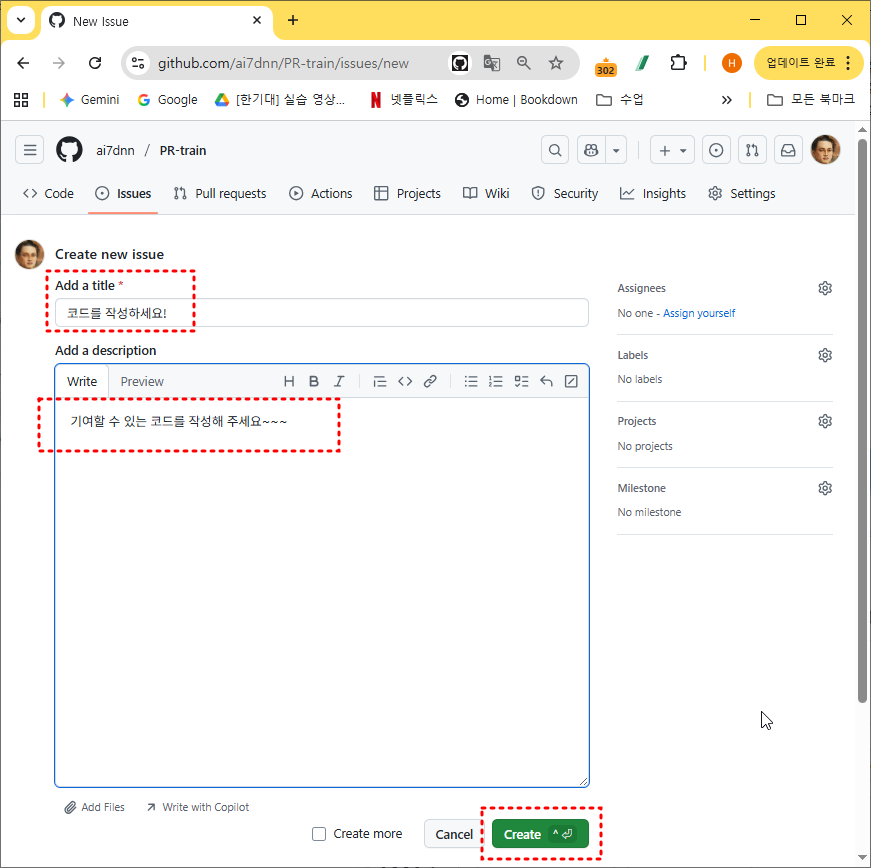 New Issue
github.com/ai7dnn/PR-train/issues/new
302
H
업데이트 완료
Gemini
Google
[한기대] 실습 영상...
넷플릭스
Home | Bookdown
수업
모든 북마크
ai7dnn / PR-train
Code
Issues
Pull requests
Actions
Projects
Wiki
Security
Insights
Settings
Create new issue
Add a title *
코드를 작성하세요!
Add a description
Write
Preview
H B I
기여할 수 있는 코드를 작성해 주세요~~~
Add Files
Write with Copilot
Create more
Cancel
Create
Assignees
No one - Assign yourself
Labels
No labels
Projects
No projects
Milestone
No milestone